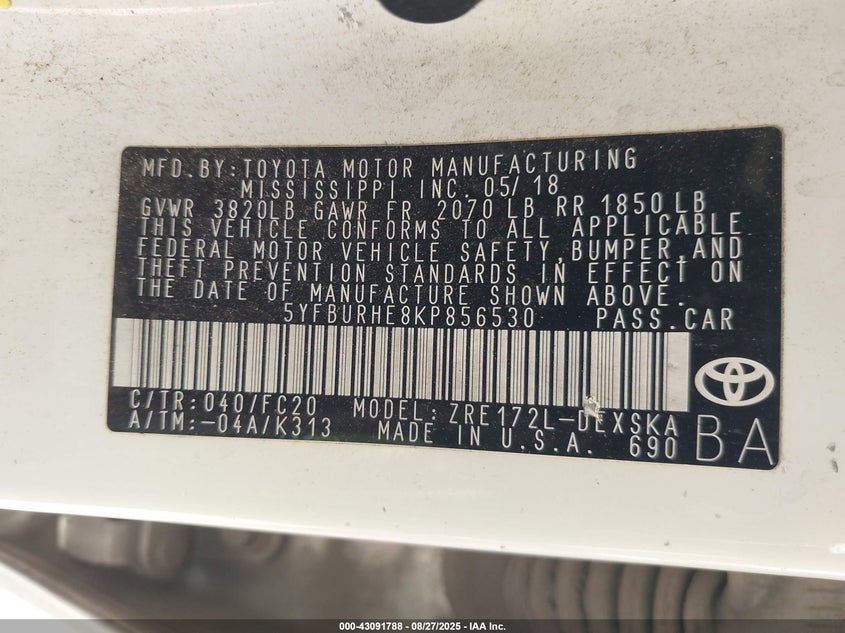 MFD.BY:TOYOTA MOTOR MANUFACTURING
MISSISSIPPI INC. 05/18
GVWR 3820LB GAWR FR 2070 LB RR 1850LB
THIS VEHICLE CONFORMS TO ALL APPLICABLE
FEDERAL MOTOR VEHICLE SAFETY,BUMPER,AND
THEFT PREVENTION STANDARDS IN EFFECT ON
THE DATE OF MANUFACTURE SHOWN ABOVE.
5YFBURHE8KP856530 PASS.CAR
C/TR:040/FC20 MODEL:ZRE172L-DEXSKA
A/TM:-04A/K313 MADE IN U.S.A. 690 BA
000-43091788 - 08/27/2025 - IAA Inc.